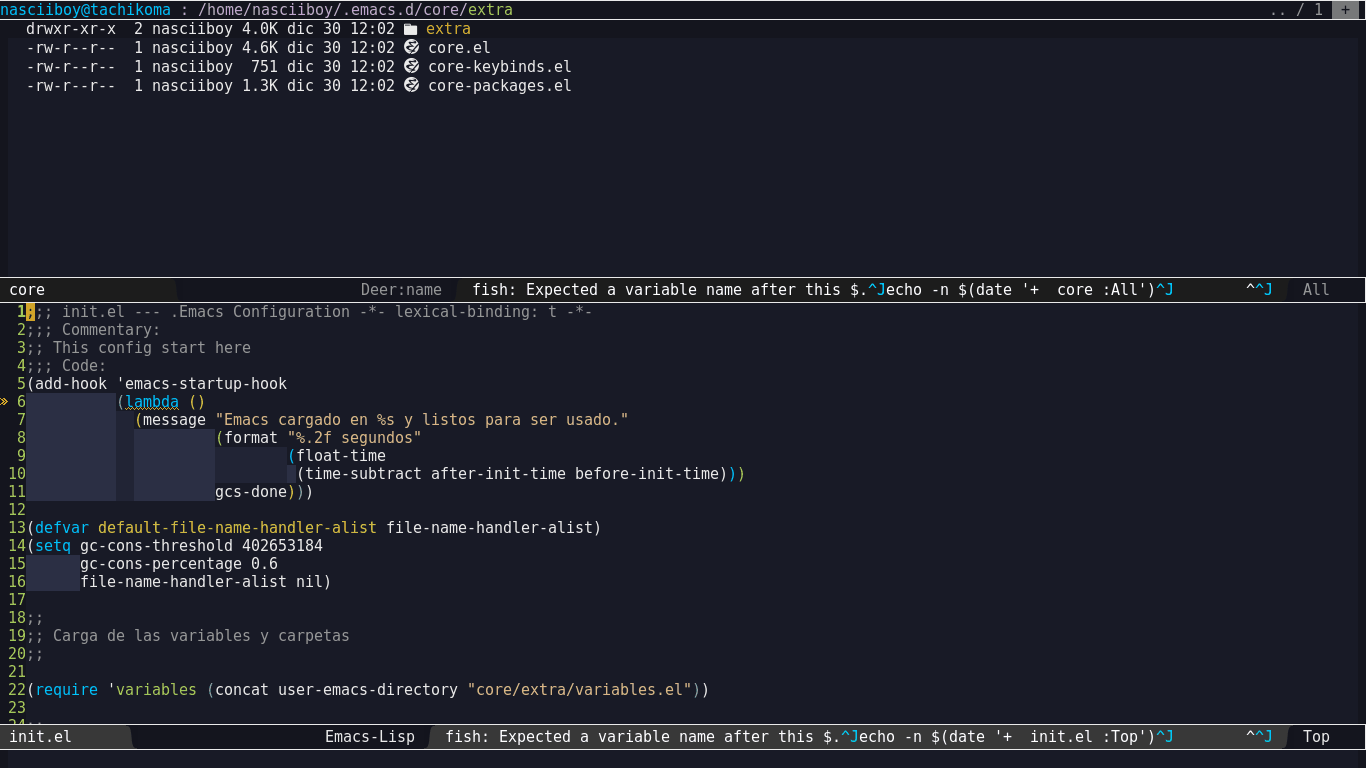 nasciiboy@tachikoma : /home/nasciiboy/.emacs.d/core/extra .. / 1 +
drwxr-xr-x  2 nasciiboy 4.0K dic 30 12:02 extra
-rw-r--r--  1 nasciiboy 4.6K dic 30 12:02 core.el
-rw-r--r--  1 nasciiboy  751 dic 30 12:02 core-keybinds.el
-rw-r--r--  1 nasciiboy 1.3K dic 30 12:02 core-packages.el
core Deer:name fish: Expected a variable name after this $.^Jecho -n $(date '+  core :All')^J ^^J All
1;;; init.el --- .Emacs Configuration -*- lexical-binding: t -*-
2;;; Commentary:
3;; This config start here
4;;; Code:
5(add-hook 'emacs-startup-hook
» 6          (lambda ()
7            (message "Emacs cargado en %s y listos para ser usado."
8                     (format "%.2f segundos"
9                             (float-time
10                              (time-subtract after-init-time before-init-time)))
11                     gcs-done)))
12
13(defvar default-file-name-handler-alist file-name-handler-alist)
14(setq gc-cons-threshold 402653184
15      gc-cons-percentage 0.6
16      file-name-handler-alist nil)
17
18;;
19;; Carga de las variables y carpetas
20;;
21
22(require 'variables (concat user-emacs-directory "core/extra/variables.el"))
23
24;;
init.el Emacs-Lisp fish: Expected a variable name after this $.^Jecho -n $(date '+  init.el :Top')^J ^^J Top